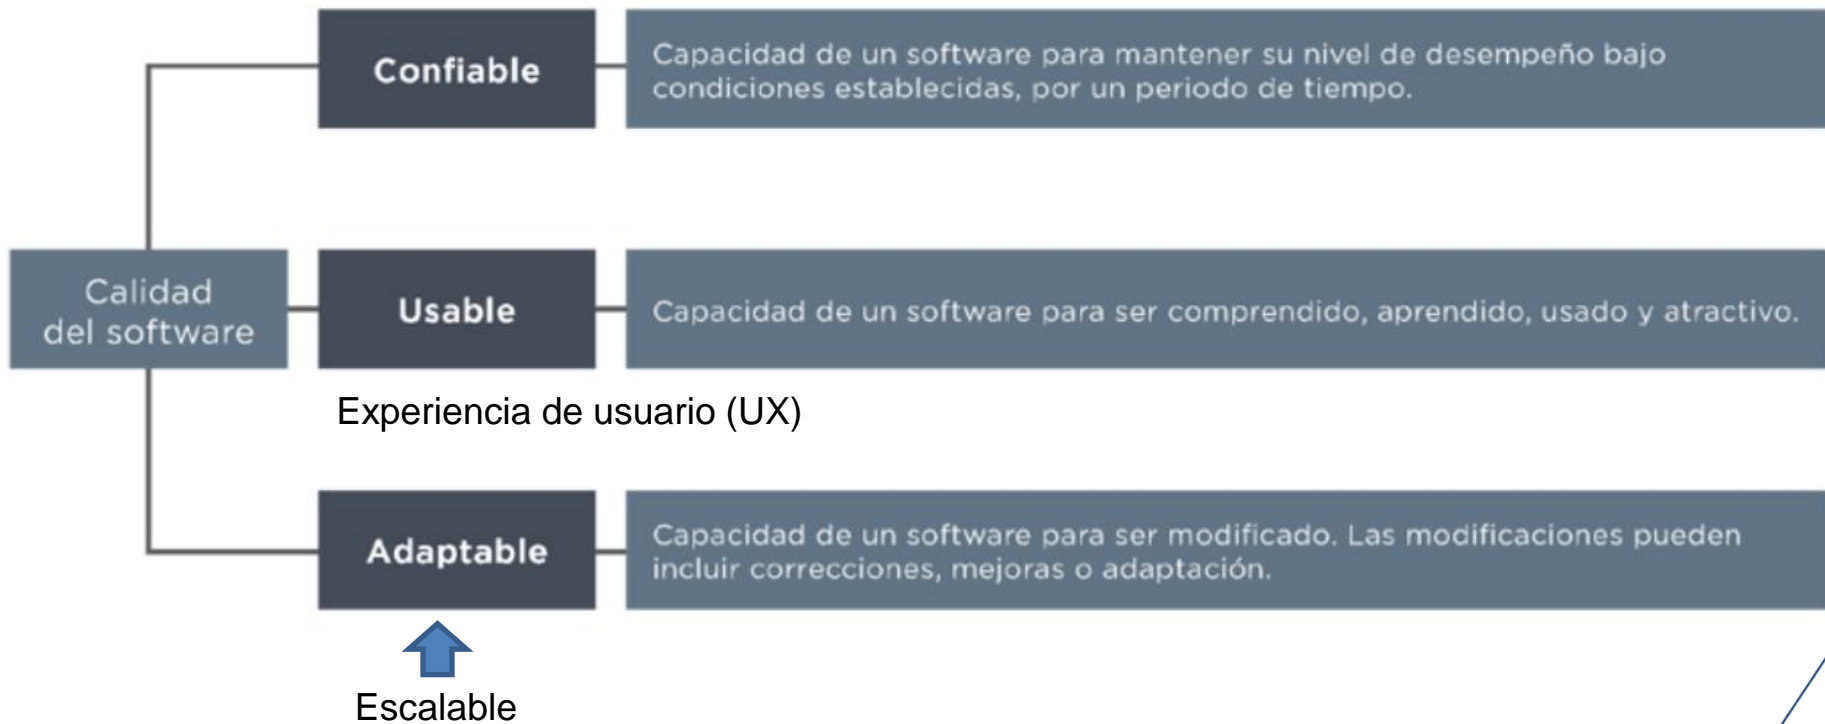 Confiable
Capacidad de un software para mantener su nivel de desempeño bajo
condiciones establecidas, por un periodo de tiempo.
Calidad
del software
Usable
Capacidad de un software para ser comprendido, aprendido, usado y atractivo.
Experiencia de usuario (UX)
Adaptable
Capacidad de un software para ser modificado. Las modificaciones pueden
incluir correcciones, mejoras o adaptación.
Escalable